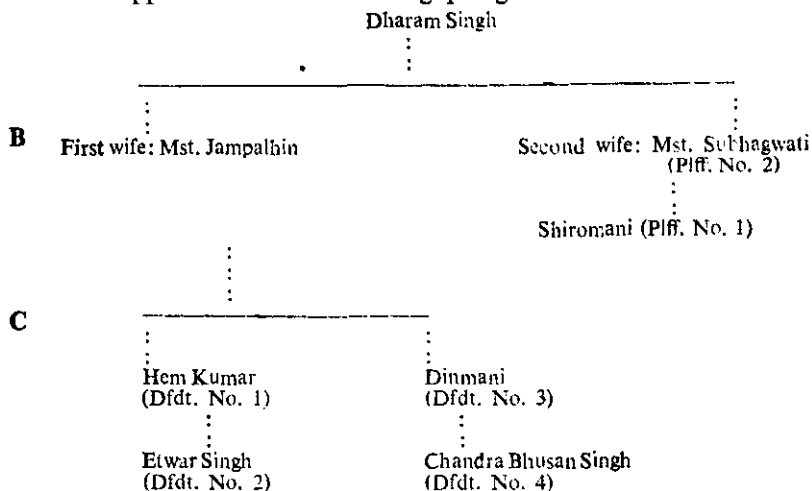 Dharam Singh
B First wife: Mst. Jampalhin Second wife: Mst. Subhagwati
(Plff. No. 2)
Shiromani (Plff. No. 1)
C
Hem Kumar Dinmani
(Dfdt. No. 1) (Dfdt. No. 3)
Etwar Singh Chandra Bhusan Singh
(Dfdt. No. 2) (Dfdt. No. 4)